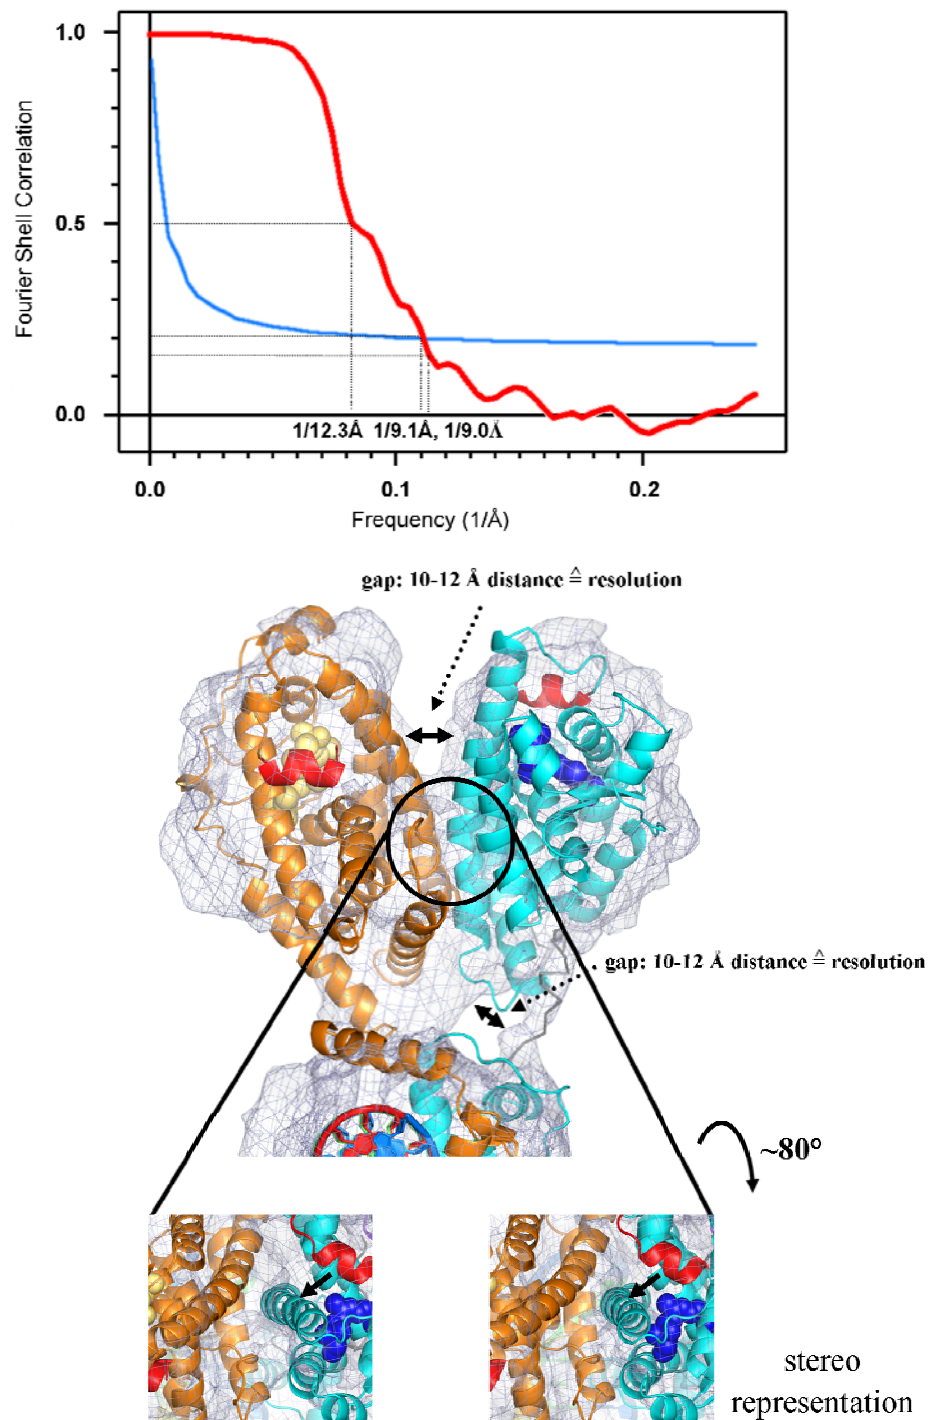 1.0
0.5
0.0
Fourier Shell Correlation
1/12.3Å 1/9.1Å, 1/9.0Å
0.0 0.1 0.2
Frequency (1/Å)
gap: 10-12 Å distance ≙ resolution
gap: 10-12 Å distance ≙ resolution
~80°
stereo
representation